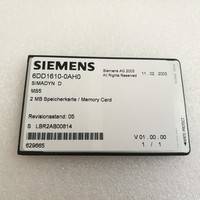 SIEMENS
6DD1610-0AH0
SIMADYN D
MS5
2 MB Speicherkarte / Memory Card
Siemens AG 2003
All Rights Reserved
11. 02. 2003
Revisionsstand: 05
S LBR2AB00814
V 01 . 00. 00
629665
1 / 1